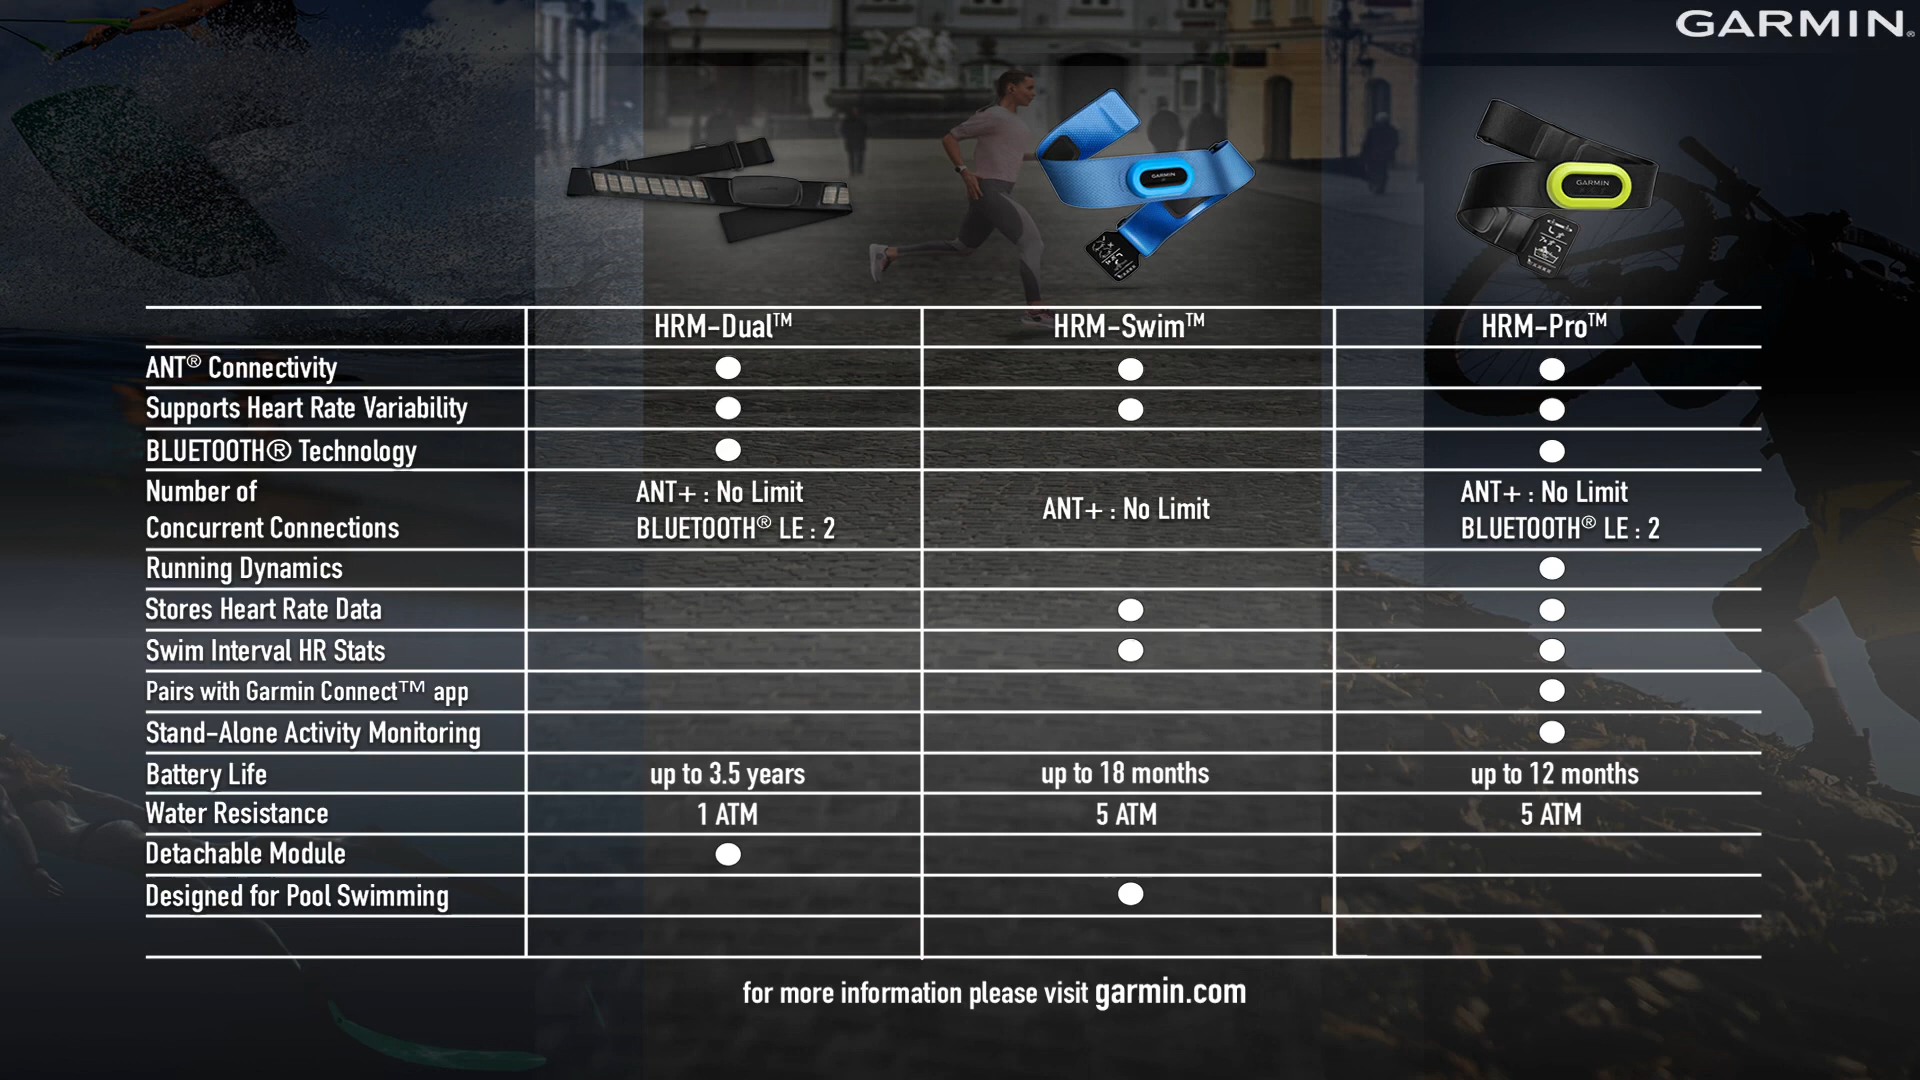 GARMIN®
GARMIN
GARMIN
HRM-Dual™ HRM-Swim™ HRM-Pro™
ANT® Connectivity
Supports Heart Rate Variability
BLUETOOTH® Technology
Number of
Concurrent Connections
ANT+ : No Limit
BLUETOOTH® LE : 2
ANT+ : No Limit
ANT+ : No Limit
BLUETOOTH® LE : 2
Running Dynamics
Stores Heart Rate Data
Swim Interval HR Stats
Pairs with Garmin Connect™ app
Stand-Alone Activity Monitoring
Battery Life up to 3.5 years up to 18 months up to 12 months
Water Resistance 1 ATM 5 ATM 5 ATM
Detachable Module
Designed for Pool Swimming
for more information please visit garmin.com